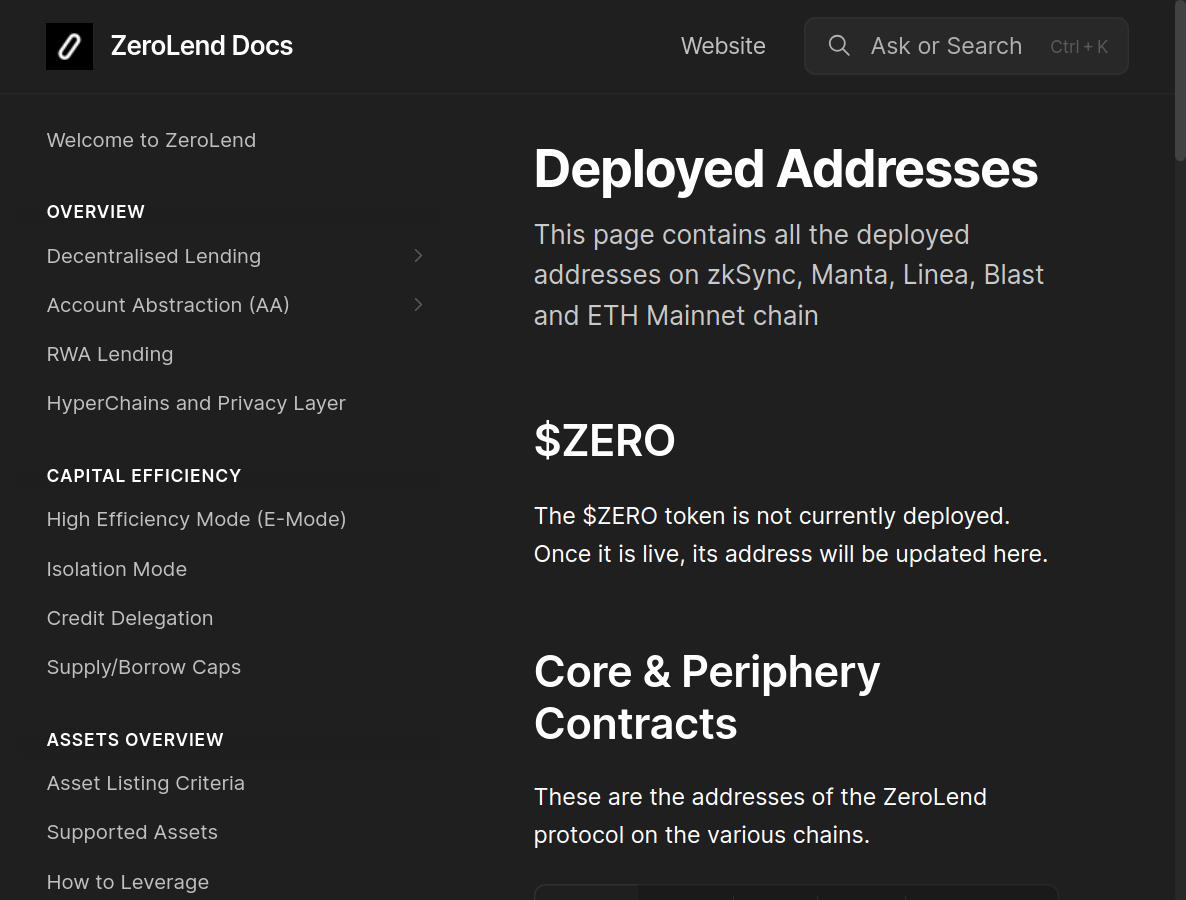 ZeroLend Docs
Website
Ask or Search
Ctrl + K
Welcome to ZeroLend
OVERVIEW
Decentralised Lending
Account Abstraction (AA)
RWA Lending
HyperChains and Privacy Layer
CAPITAL EFFICIENCY
High Efficiency Mode (E-Mode)
Isolation Mode
Credit Delegation
Supply/Borrow Caps
ASSETS OVERVIEW
Asset Listing Criteria
Supported Assets
How to Leverage
Deployed Addresses
This page contains all the deployed
addresses on zkSync, Manta, Linea, Blast
and ETH Mainnet chain
$ZERO
The $ZERO token is not currently deployed.
Once it is live, its address will be updated here.
Core & Periphery
Contracts
These are the addresses of the ZeroLend
protocol on the various chains.